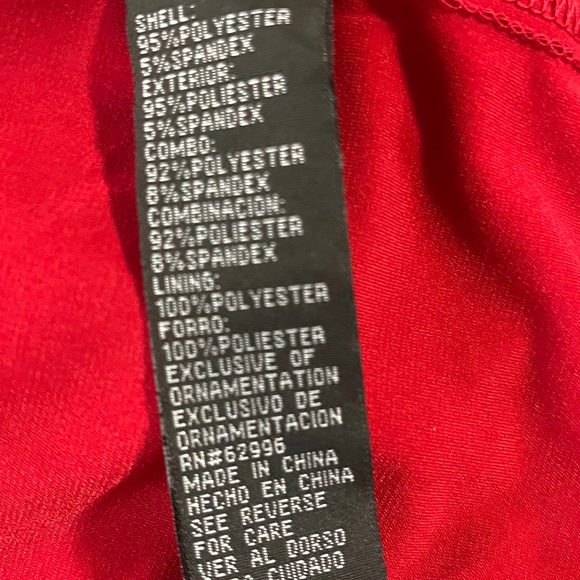 SHELL:
95%POLYESTER
5%SPANDEX
EXTERIOR:
95%POLIESTER
5%SPANDEX
COMBO:
92%POLYESTER
8%SPANDEX
COMBINACION:
92%POLIESTER
8%SPANDEX
LINING:
100%POLYESTER
FORRO:
100%POLIESTER
EXCLUSIVE OF
ORNAMENTATION
EXCLUSIVO DE
ORNAMENTACION
RN#62996
MADE IN CHINA
HECHO EN CHINA
SEE REVERSE
FOR CARE
VER AL DORSO
CUIDADO